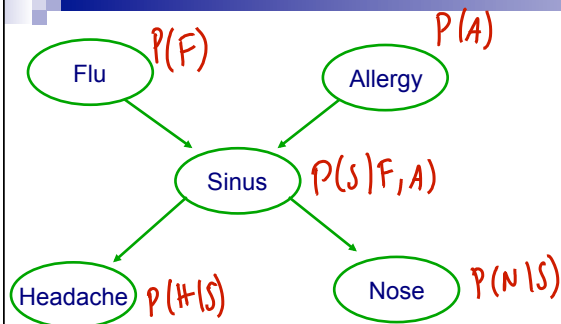 P(F)
P(A)
Flu
Allergy
Sinus
P(S|F,A)
Headache
P(H|S)
Nose
P(N|S)